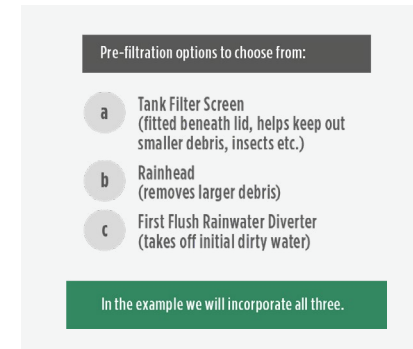 Pre-filtration options to choose from:
a
Tank Filter Screen
(fitted beneath lid, helps keep out
smaller debris, insects etc.)
b
Rainhead
(removes larger debris)
c
First Flush Rainwater Diverter
(takes off initial dirty water)
In the example we will incorporate all three.